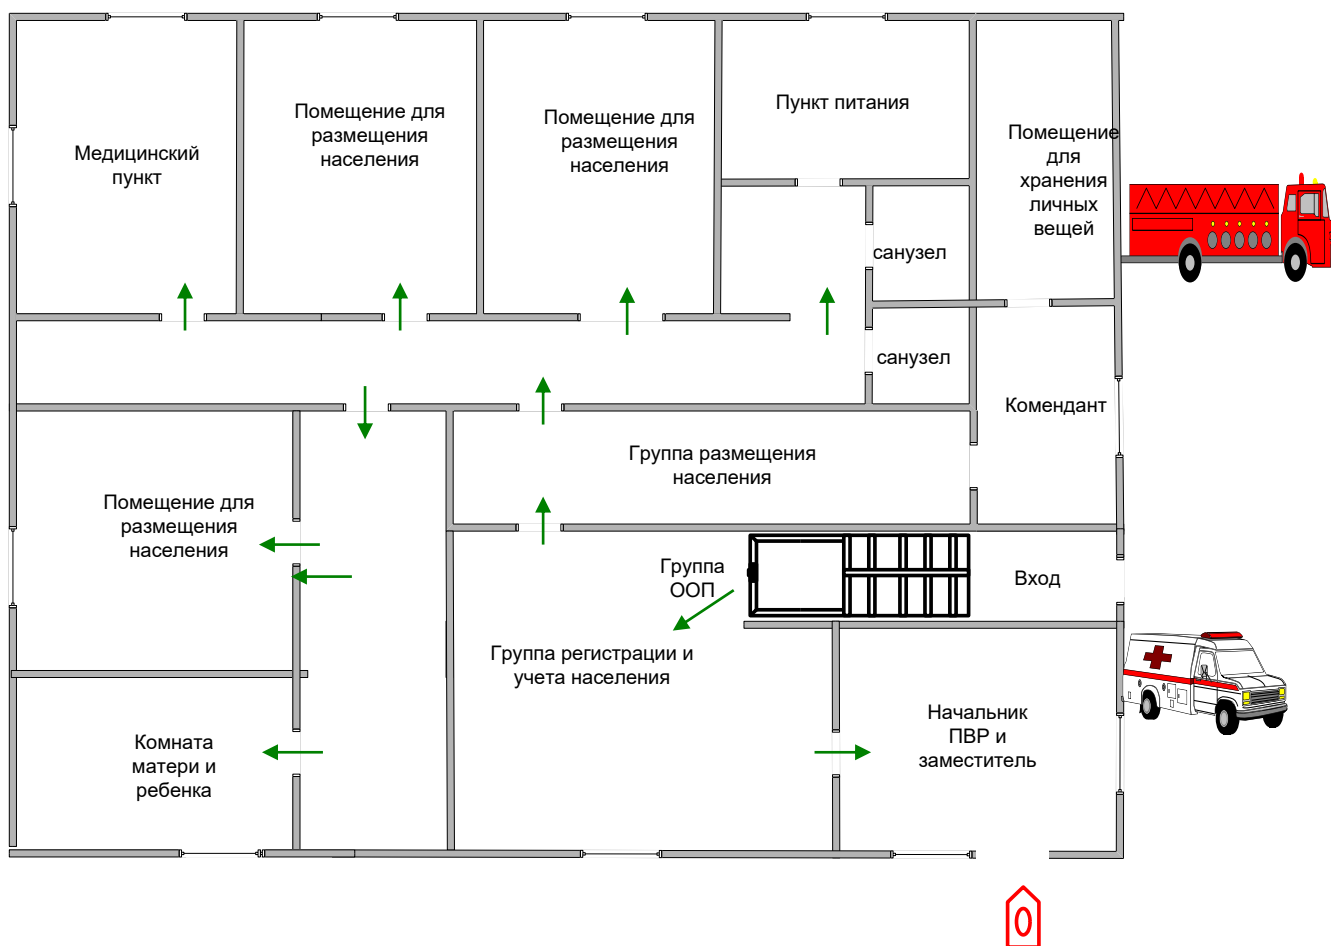 Медицинский
пункт
Помещение для
размещения
населения
Помещение для
размещения
населения
Пункт питания
Помещение
для
хранения
личных
вещей
санузел
санузел
Комендант
Группа размещения
населения
Помещение для
размещения
населения
Группа
ООП
Вход
Группа регистрации и
учета населения
Начальник
ПВР и
заместитель
Комната
матери и
ребенка